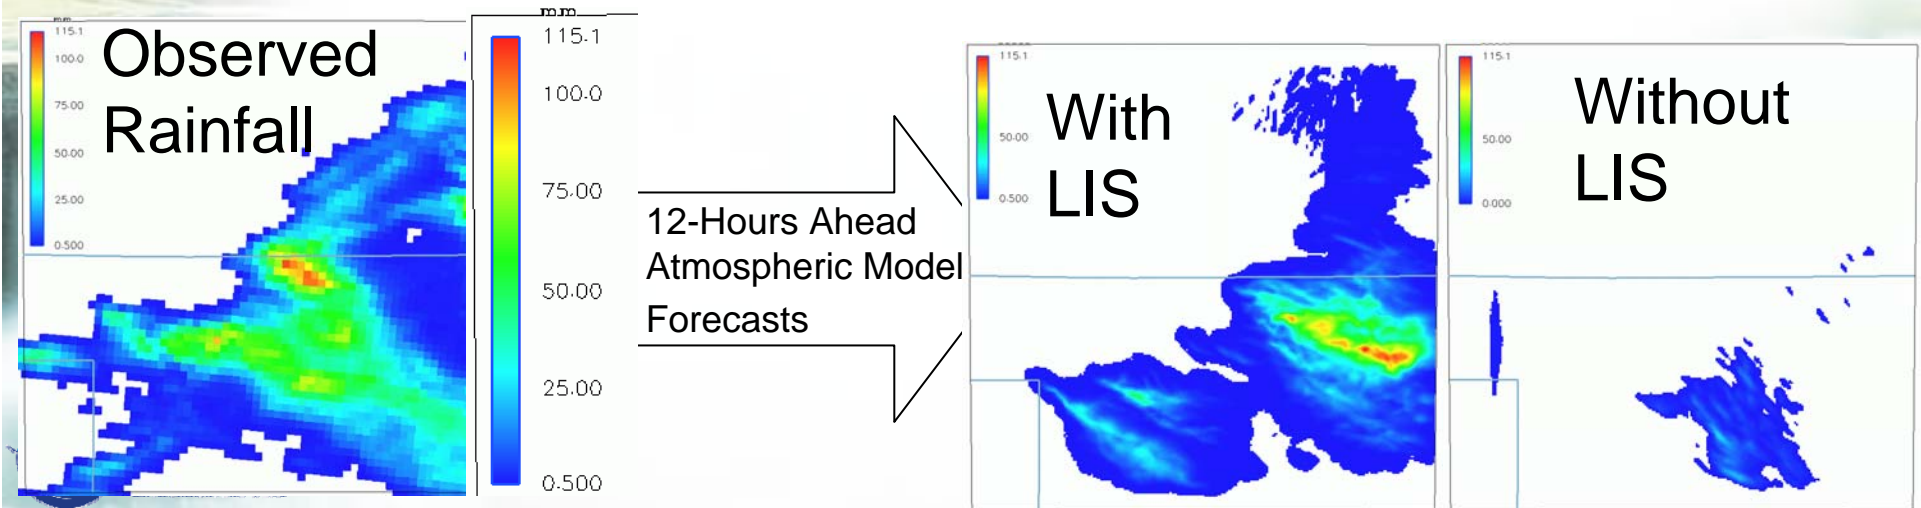 mm
115.1
100.0
75.00
50.00
25.00
0.500
Observed
Rainfall
mm
115.1
100.0
75.00
50.00
25.00
0.500
12-Hours Ahead
Atmospheric Model
Forecasts
115.1
50.00
0.500
With
LIS
115.1
50.00
0.000
Without
LIS